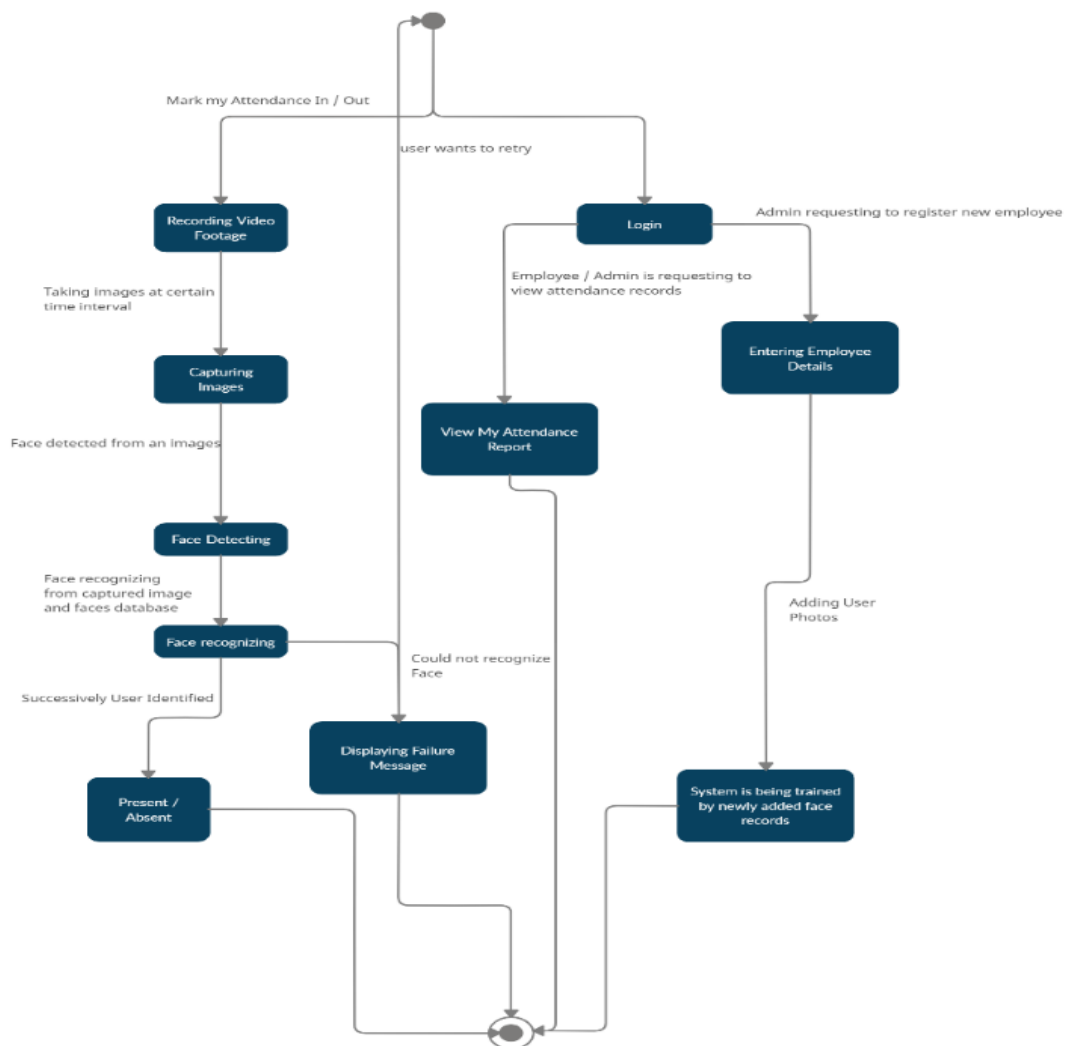 Mark my Attendance In / Out
user wants to retry
Recording Video
Footage
Login
Admin requesting to register new employee
Taking images at certain
time interval
Employee / Admin is requesting to
view attendance records
Capturing
Images
Entering Employee
Details
View My Attendance
Report
Face detected from an images
Face Detecting
Face recognizing
from captured image
and faces database
Adding User
Photos
Face recognizing
Could not recognize
Face
Successively User Identified
Displaying Failure
Message
Present /
Absent
System is being trained
by newly added face
records